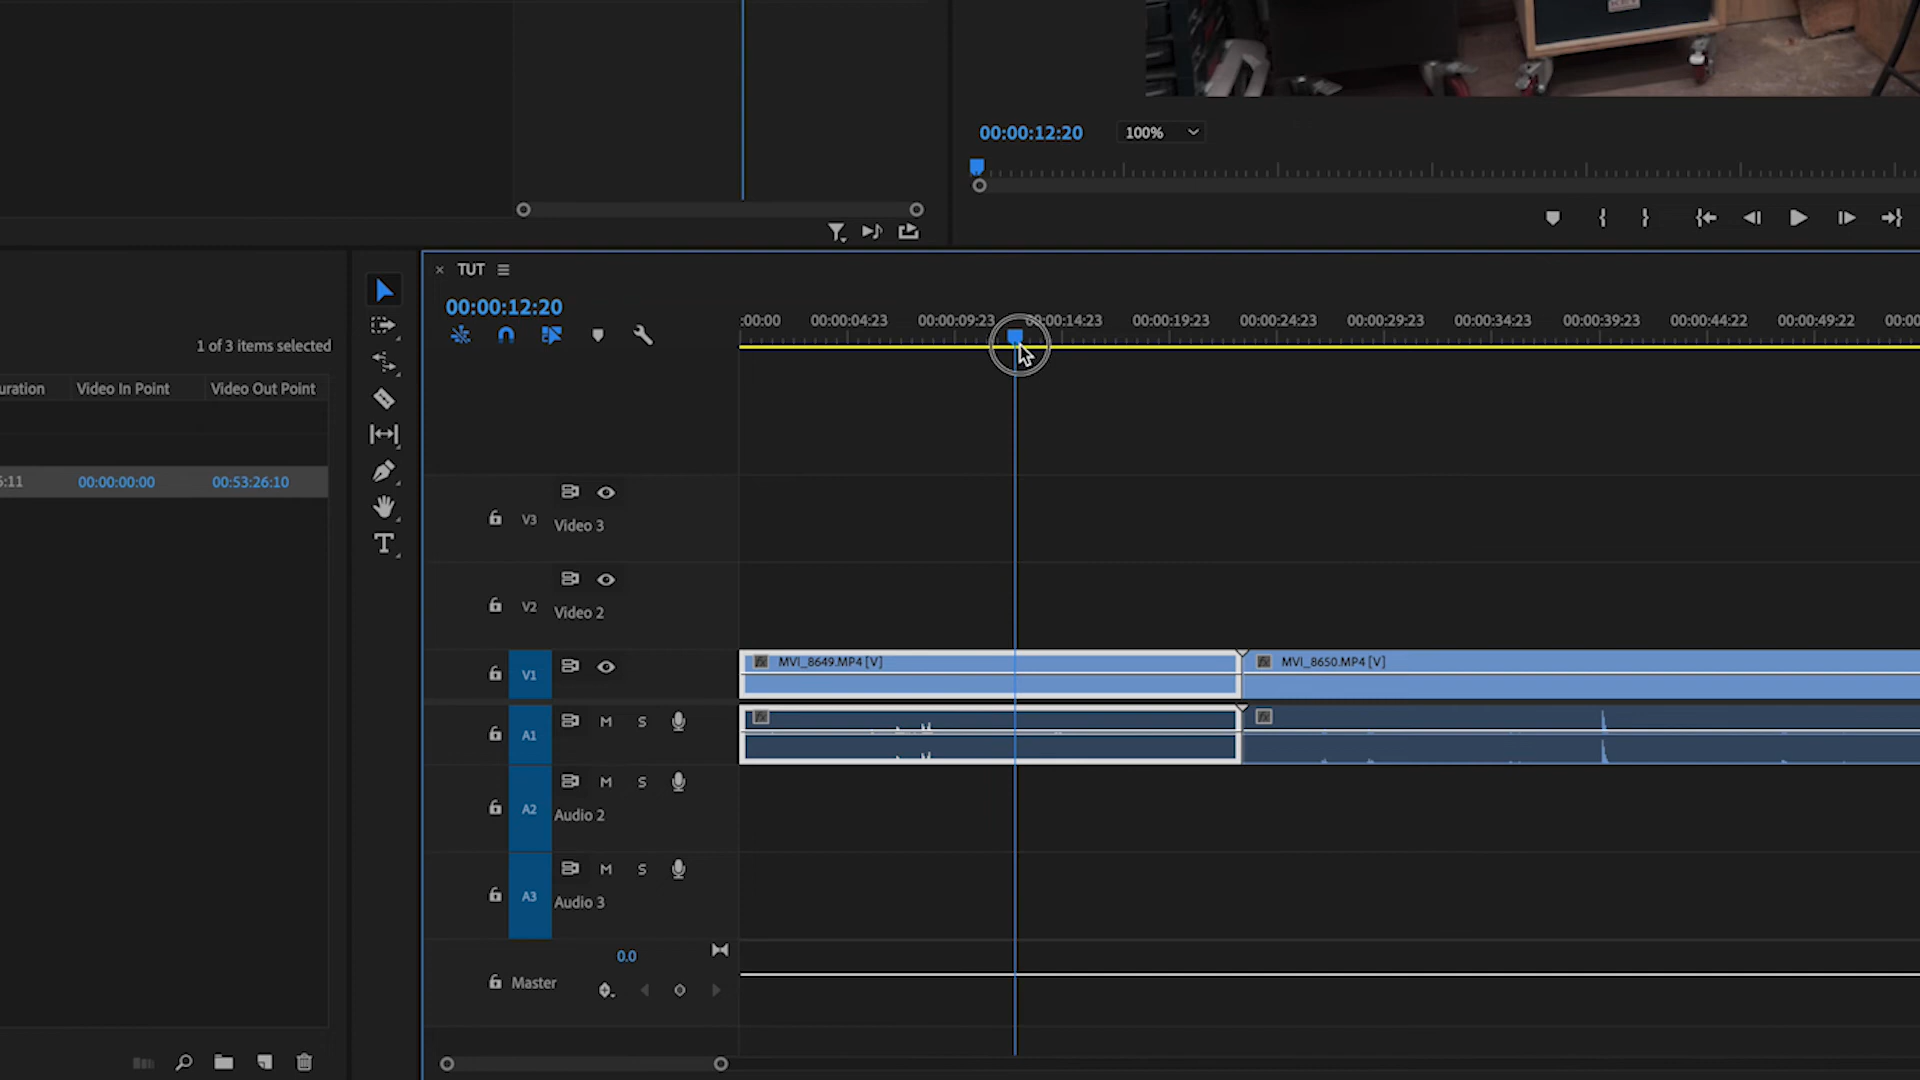 00:00:12:20
100%
TUT
00:00:12:20
:00:00 00:00:04:23 00:00:09:23 00:00:14:23 00:00:19:23 00:00:24:23 00:00:29:23 00:00:34:23 00:00:39:23 00:00:44:22 00:00:49:22 00:00
1 of 3 items selected
uration Video In Point Video Out Point
5:11 00:00:00:00 00:53:26:10
V3 Video 3
V2 Video 2
V1
MVI_8649.MP4 [V] MVI_8650.MP4 [V]
A1 M S
A2 M S
Audio 2
A3 M S
Audio 3
0.0
Master